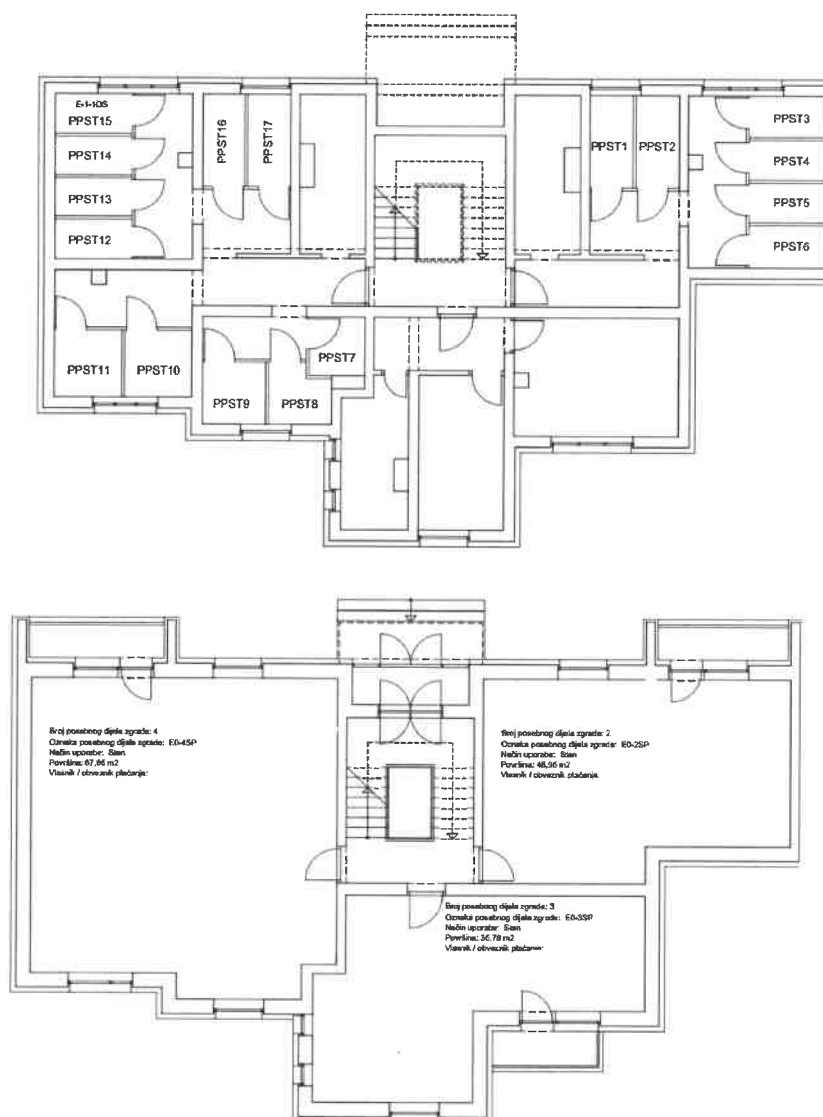 E-1-1OS
PPST15
PPST14
PPST13
PPST12
PPST16
PPST17
PPST1
PPST2
PPST3
PPST4
PPST5
PPST6
PPST11
PPST10
PPST9
PPST8
PPST7
Broj posebnog dijela zgrade: 4
Oznaka posebnog dijela zgrade: E0-4SP
Način uporabe: Stan
Površina: 67,66 m2
Vlasnik / obveznik plaćanja:
Broj posebnog dijela zgrade: 2
Oznaka posebnog dijela zgrade: E0-2SP
Način uporabe: Stan
Površina: 48,96 m2
Vlasnik / obveznik plaćanja
Broj posebnog dijela zgrade: 3
Oznaka posebnog dijela zgrade: E0-3SP
Način uporabe: Stan
Površina: 36,78 m2
Vlasnik / obveznik plaćanja: